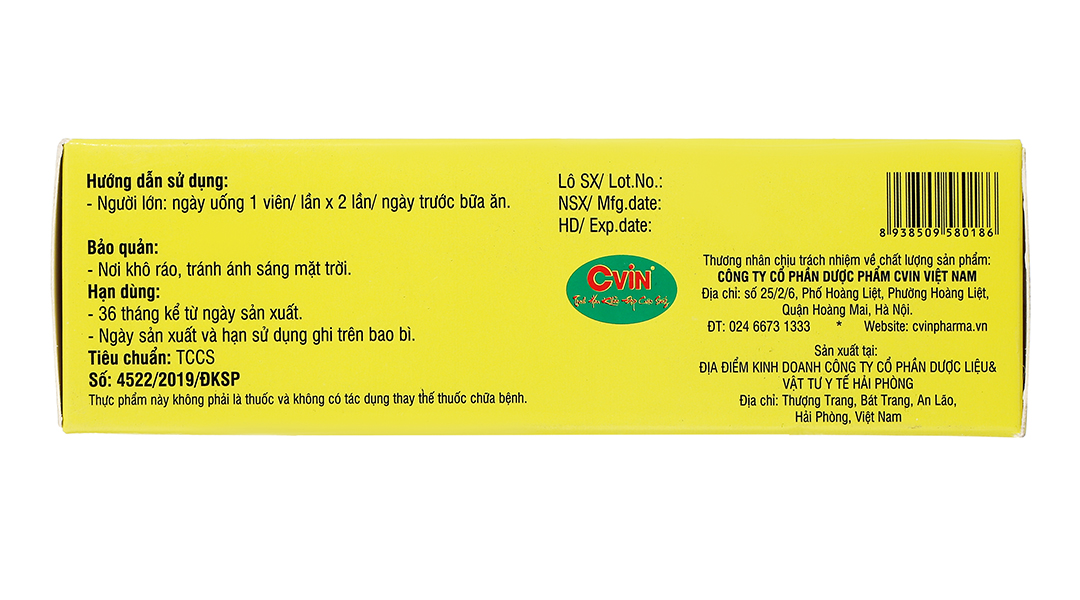 Hướng dẫn sử dụng:
- Người lớn: ngày uống 1 viên/ lần x 2 lần/ ngày trước bữa ăn.
Bảo quản:
- Nơi khô ráo, tránh ánh sáng mặt trời.
Hạn dùng:
- 36 tháng kể từ ngày sản xuất.
- Ngày sản xuất và hạn sử dụng ghi trên bao bì.
Tiêu chuẩn: TCCS
Số: 4522/2019/ĐKSP
Thực phẩm này không phải là thuốc và không có tác dụng thay thế thuốc chữa bệnh.
Lô SX/ Lot.No.:
NSX/ Mfg.date:
HD/ Exp.date:
CVIN
8 938509 580186
Thương nhân chịu trách nhiệm về chất lượng sản phẩm:
CÔNG TY CỔ PHẦN DƯỢC PHẨM CVIN VIỆT NAM
Địa chỉ: số 25/2/6, Phố Hoàng Liệt, Phường Hoàng Liệt,
Quận Hoàng Mai, Hà Nội.
ĐT: 024 6673 1333 * Website: cvinpharma.vn
Sản xuất tại:
ĐỊA ĐIỂM KINH DOANH CÔNG TY CỔ PHẦN DƯỢC LIỆU&
VẬT TƯ Y TẾ HẢI PHÒNG
Địa chỉ: Thượng Trang, Bát Trang, An Lão,
Hải Phòng, Việt Nam